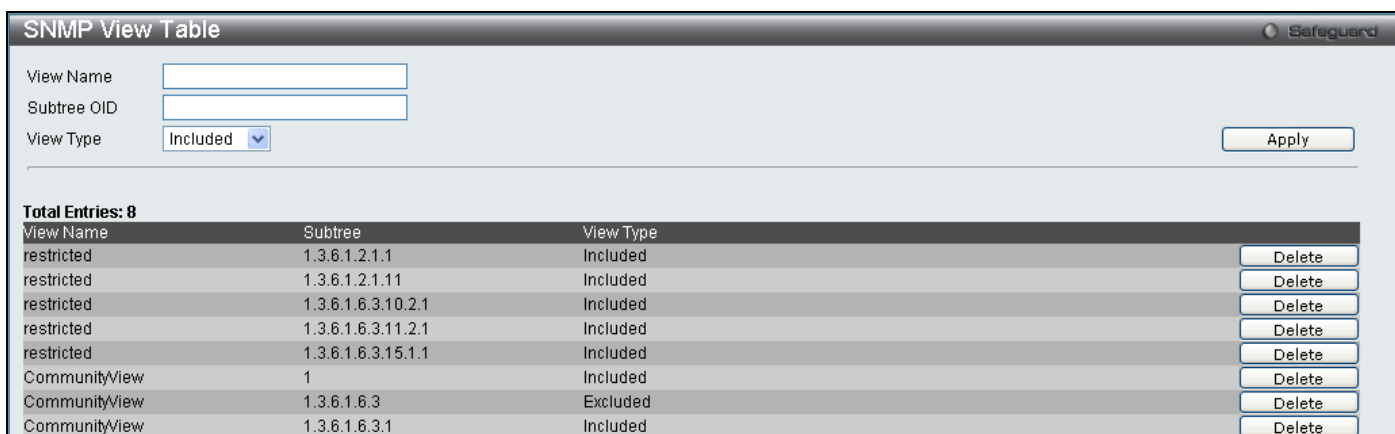 SNMP View Table Safeguard
View Name
Subtree OID
View Type Included Apply
Total Entries: 8
View Name Subtree View Type
restricted 1.3.6.1.2.1.1 Included Delete
restricted 1.3.6.1.2.1.11 Included Delete
restricted 1.3.6.1.6.3.10.2.1 Included Delete
restricted 1.3.6.1.6.3.11.2.1 Included Delete
restricted 1.3.6.1.6.3.15.1.1 Included Delete
CommunityView 1 Included Delete
CommunityView 1.3.6.1.6.3 Excluded Delete
CommunityView 1.3.6.1.6.3.1 Included Delete